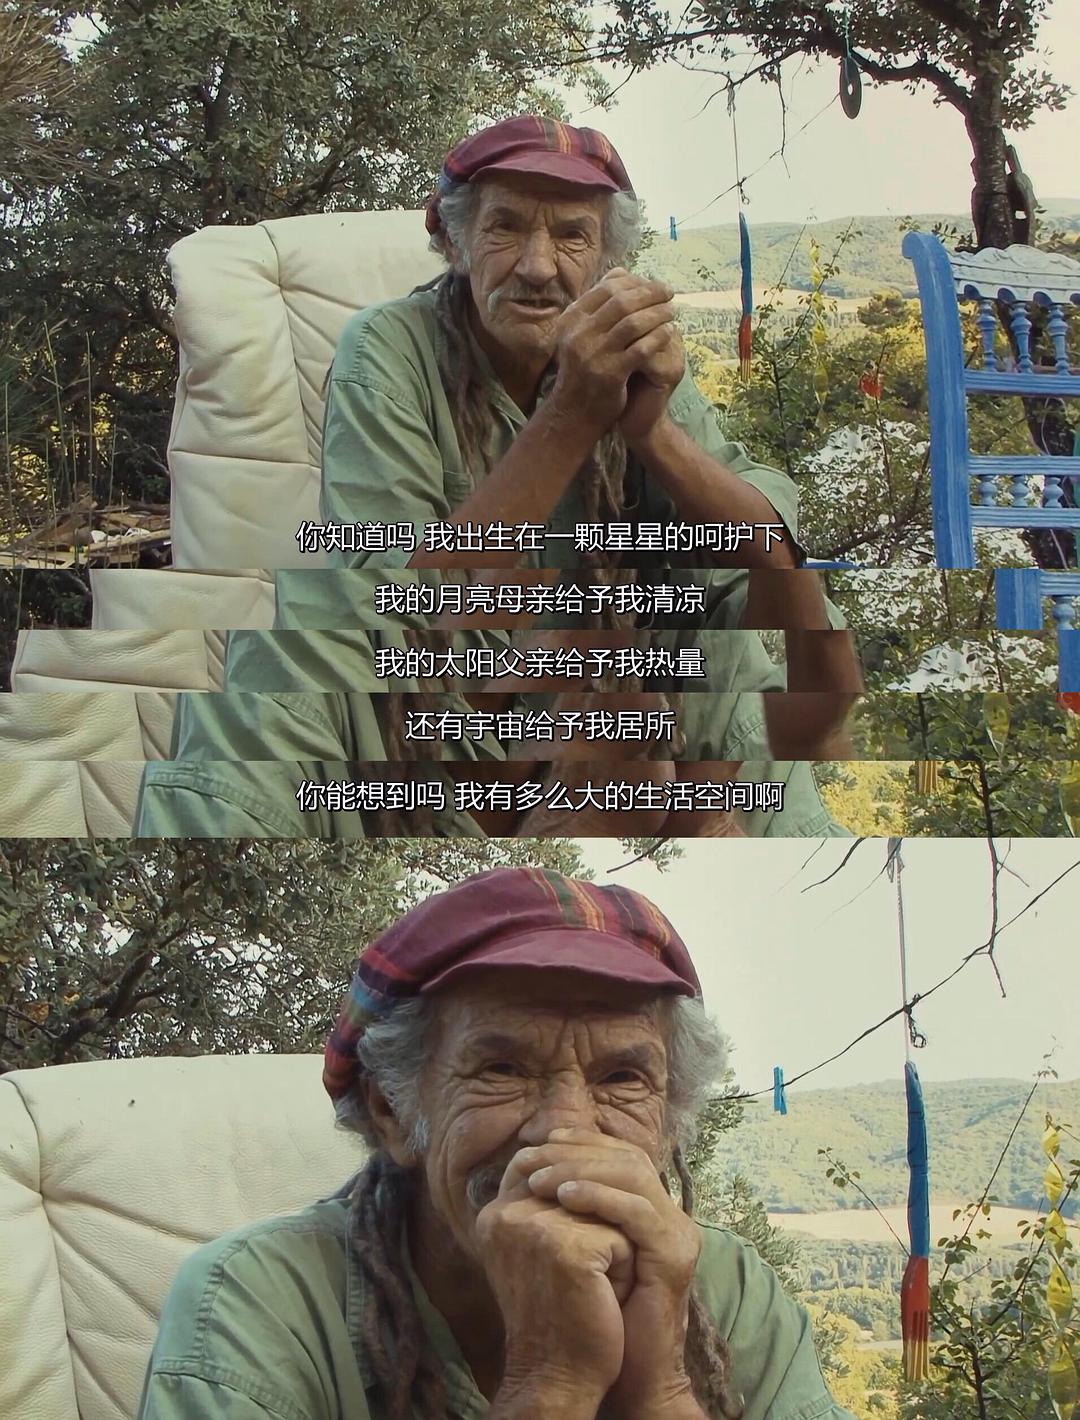 你知道吗 我出生在一颗星星的呵护下
我的月亮母亲给予我清凉
我的太阳父亲给予我热量
还有宇宙给予我居所
你能想到吗 我有多么大的生活空间啊